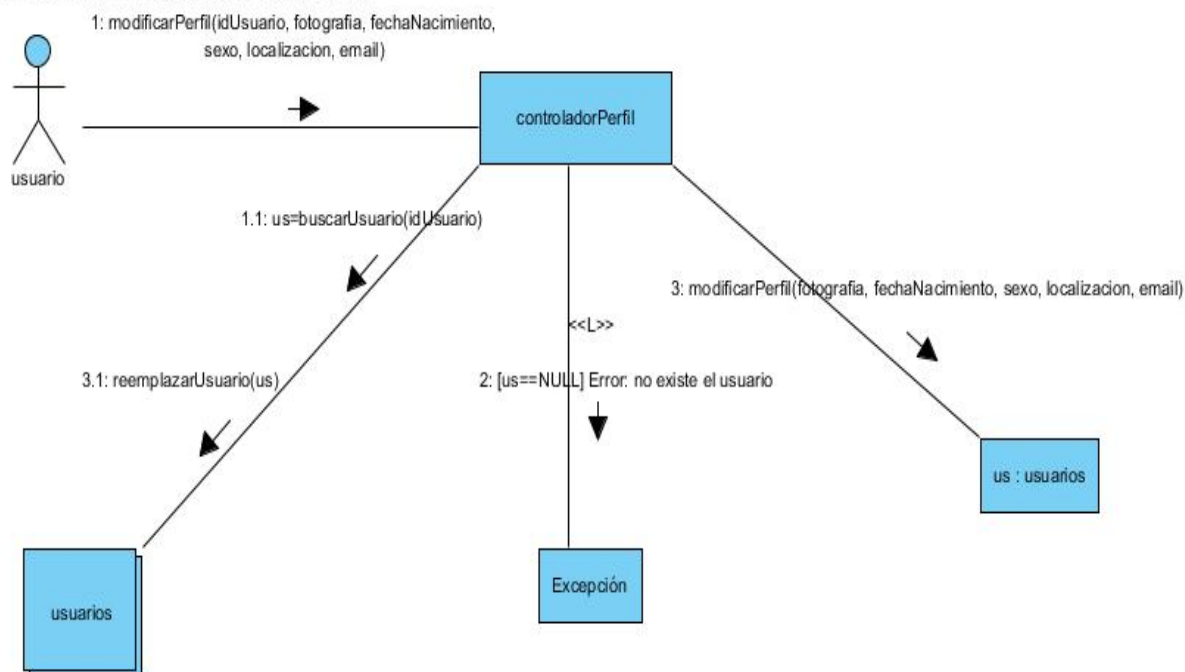 1: modificarPerfil(idUsuario, fotografia, fechaNacimiento,
sexo, localizacion, email)
controladorPerfil
usuario
1.1: us=buscarUsuario(idUsuario)
3: modificarPerfil(fotografia, fechaNacimiento, sexo, localizacion, email)
<<L>>
3.1: reemplazarUsuario(us)
2: [us==NULL] Error: no existe el usuario
us : usuarios
Excepción
usuarios